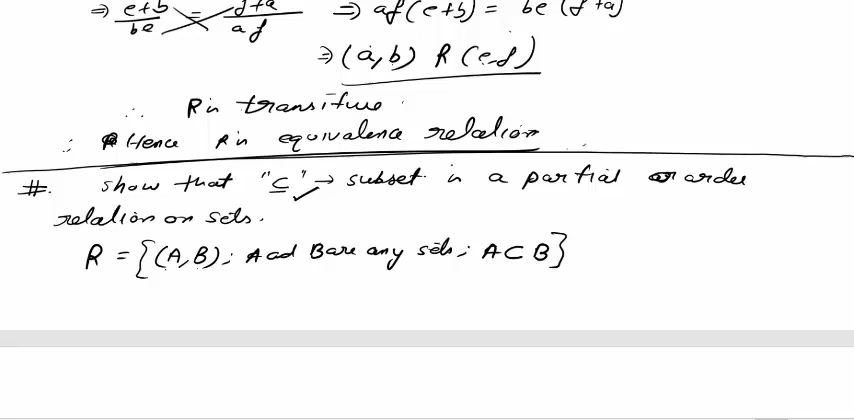 ⇒ e+b/be = f+a/af ⇒ af(e+b) = be(f+a)
⇒ (a,b) R (e,f)
∴ R is transitive.
∴ Hence R is equivalence relation
#. show that "⊆" → subset is a partial order
relation on sets.
R = {(A,B); A and B are any sets; A ⊂ B}